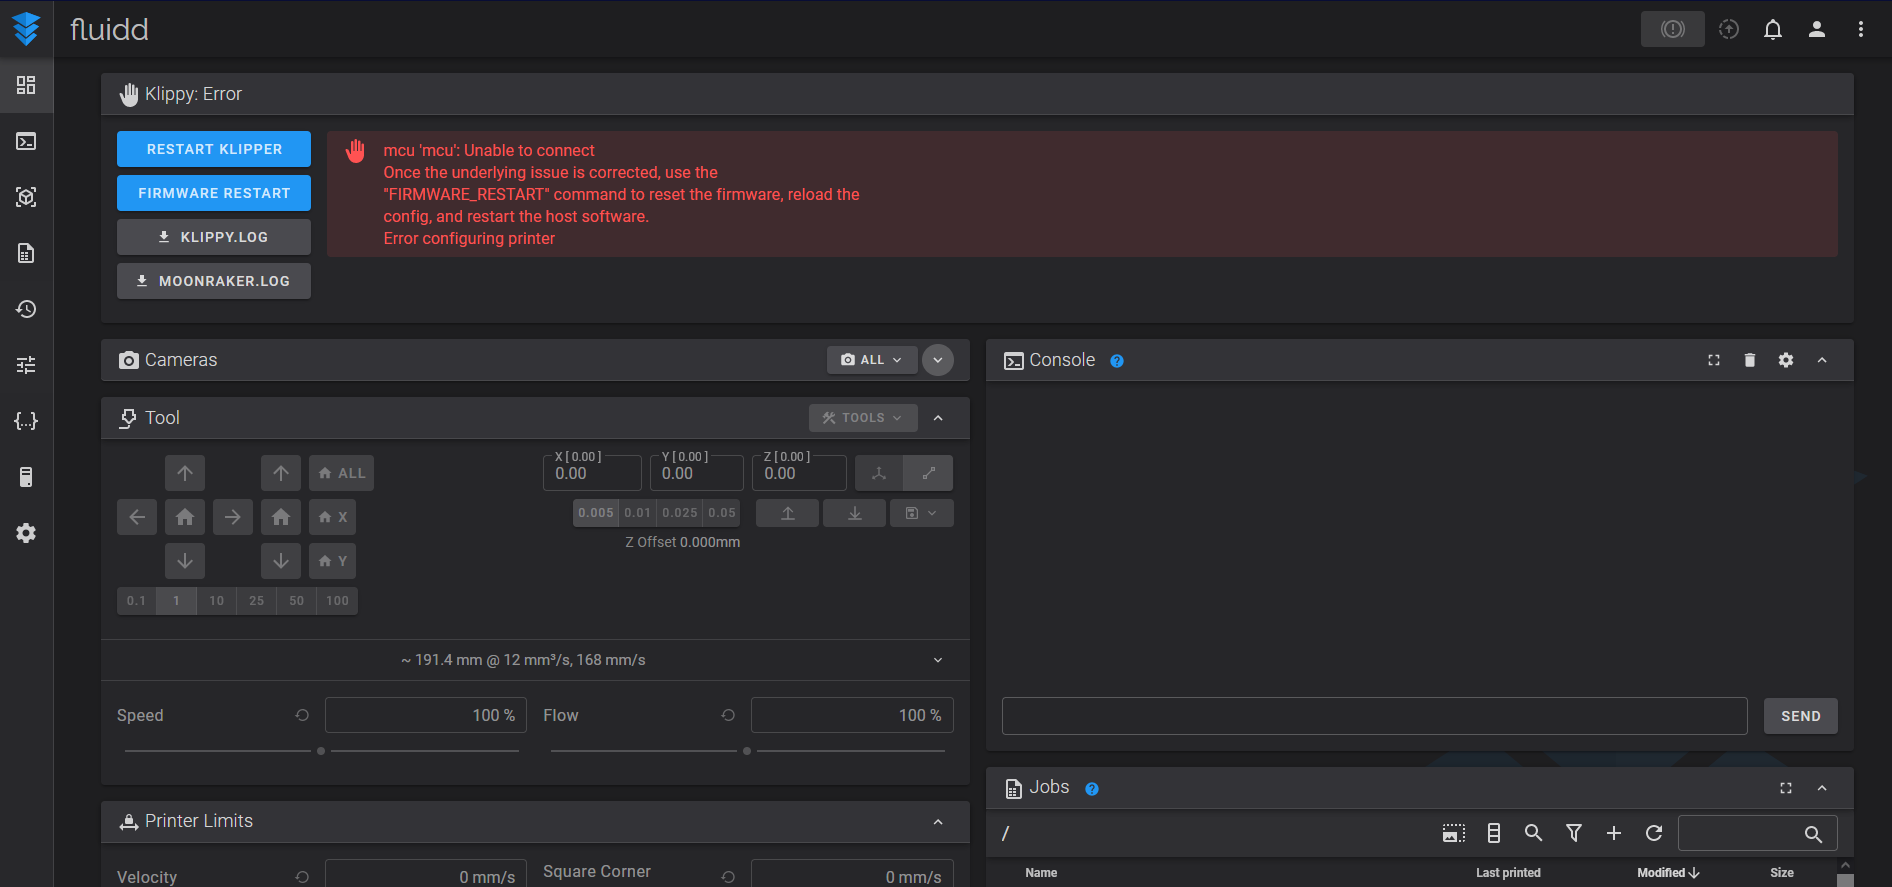 fluidd
Klippy: Error
RESTART KLIPPER
FIRMWARE RESTART
KLIPPY.LOG
MOONRAKER.LOG
mcu 'mcu': Unable to connect
Once the underlying issue is corrected, use the
"FIRMWARE_RESTART" command to reset the firmware, reload the
config, and restart the host software.
Error configuring printer
Cameras
ALL
Tool
TOOLS
ALL
X
Y
0.1 1 10 25 50 100
X [ 0.00 ] Y [ 0.00 ] Z [ 0.00 ]
0.00 0.00 0.00
0.005 0.01 0.025 0.05
Z Offset 0.000mm
~ 191.4 mm @ 12 mm³/s, 168 mm/s
Speed 100 % Flow 100 %
Printer Limits
Velocity 0 mm/s Square Corner 0 mm/s
Console ?
SEND
Jobs ?
/
Name Last printed Modified Size